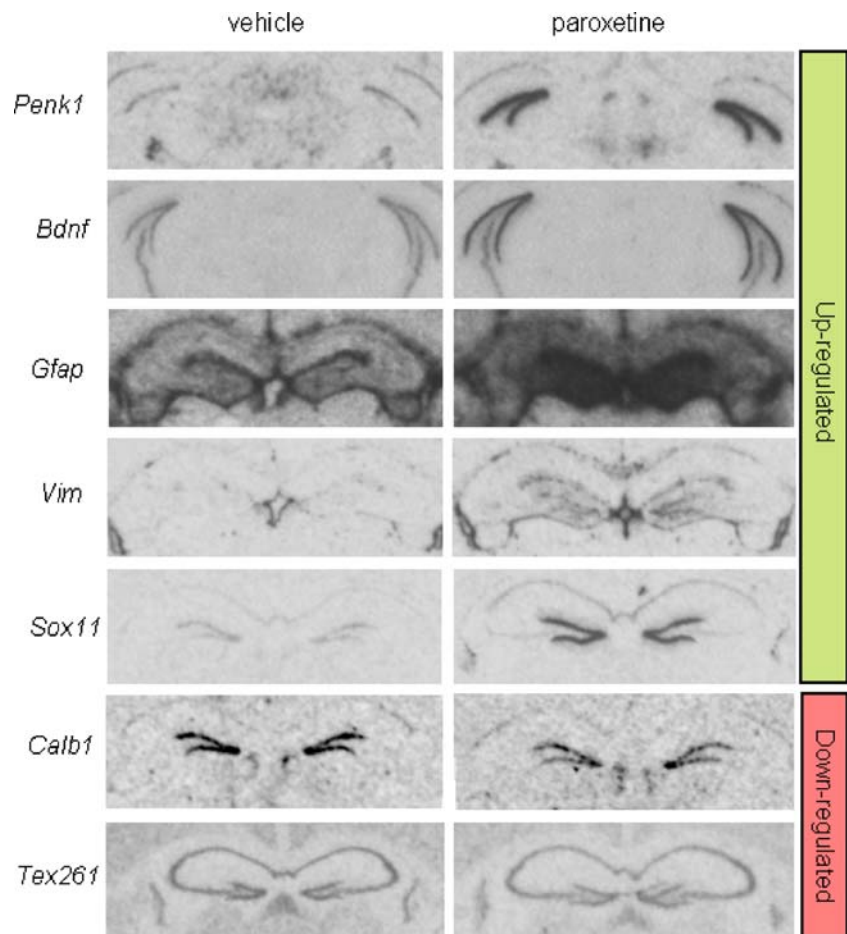 vehicle paroxetine
Penk1
Bdnf
Gfap
Vim
Sox11
Up-regulated
Calb1
Tex261
Down-regulated